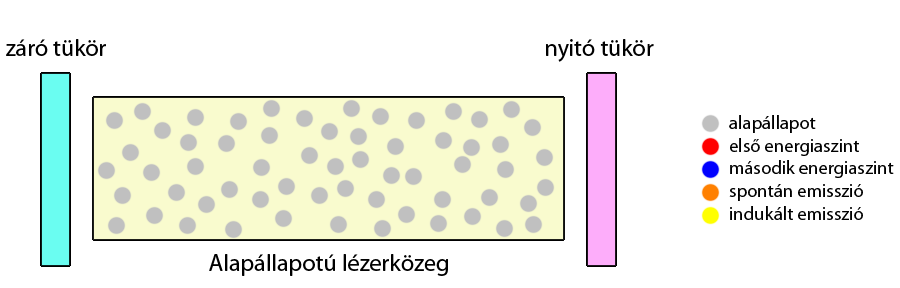 záró tükör
nyitó tükör
alapállapot
első energiaszint
második energiaszint
spontán emisszió
indukált emisszió
Alapállapotú lézerközeg